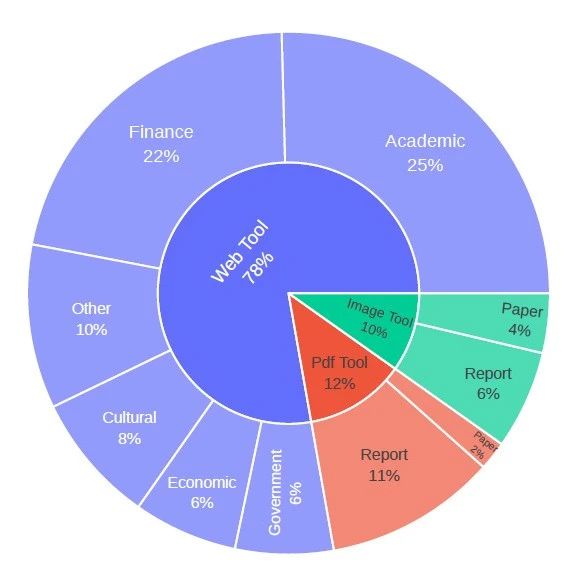 Finance
22%
Academic
25%
Web Tool
78%
Other
10%
Image Tool
10%
Paper
4%
Pdf Tool
12%
Report
6%
Cultural
8%
Paper
2%
Report
11%
Economic
6%
Government
6%